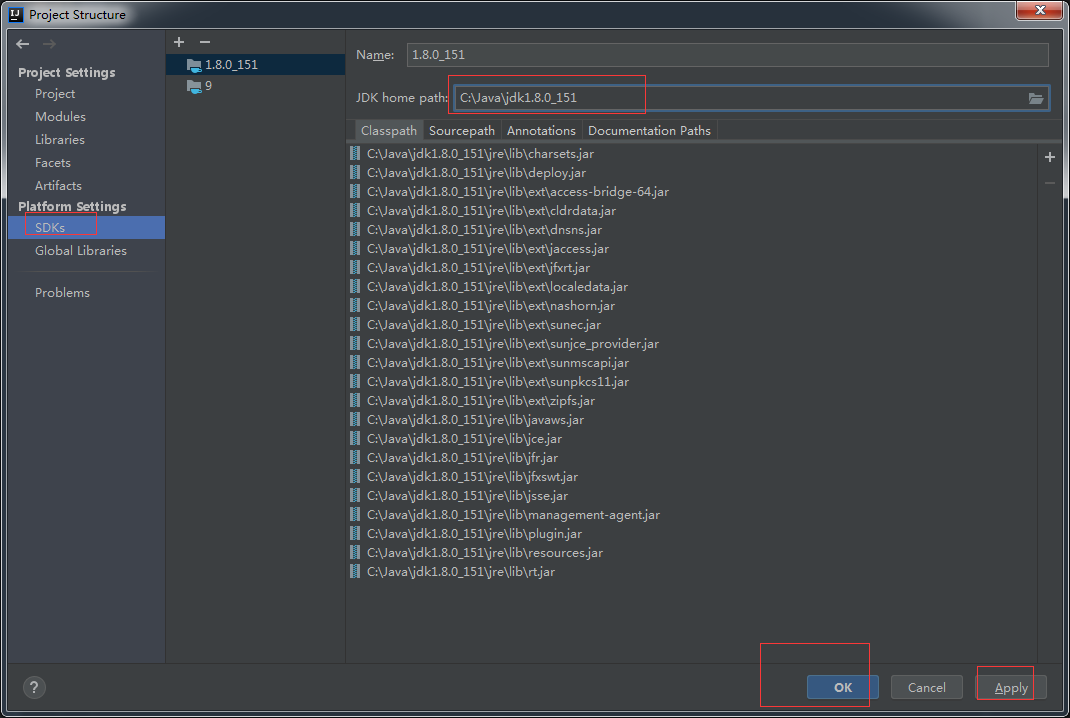 Project Structure
Project Settings
Project
Modules
Libraries
Facets
Artifacts
Platform Settings
SDKs
Global Libraries
Problems
1.8.0_151
9
Name: 1.8.0_151
JDK home path: C:\Java\jdk1.8.0_151
Classpath Sourcepath Annotations Documentation Paths
C:\Java\jdk1.8.0_151\jre\lib\charsets.jar
C:\Java\jdk1.8.0_151\jre\lib\deploy.jar
C:\Java\jdk1.8.0_151\jre\lib\ext\access-bridge-64.jar
C:\Java\jdk1.8.0_151\jre\lib\ext\cldrdata.jar
C:\Java\jdk1.8.0_151\jre\lib\ext\dnsns.jar
C:\Java\jdk1.8.0_151\jre\lib\ext\jaccess.jar
C:\Java\jdk1.8.0_151\jre\lib\ext\jfxrt.jar
C:\Java\jdk1.8.0_151\jre\lib\ext\localedata.jar
C:\Java\jdk1.8.0_151\jre\lib\ext\nashorn.jar
C:\Java\jdk1.8.0_151\jre\lib\ext\sunec.jar
C:\Java\jdk1.8.0_151\jre\lib\ext\sunjce_provider.jar
C:\Java\jdk1.8.0_151\jre\lib\ext\sunmscapi.jar
C:\Java\jdk1.8.0_151\jre\lib\ext\sunpkcs11.jar
C:\Java\jdk1.8.0_151\jre\lib\ext\zipfs.jar
C:\Java\jdk1.8.0_151\jre\lib\javaws.jar
C:\Java\jdk1.8.0_151\jre\lib\jce.jar
C:\Java\jdk1.8.0_151\jre\lib\jfr.jar
C:\Java\jdk1.8.0_151\jre\lib\jfxswt.jar
C:\Java\jdk1.8.0_151\jre\lib\jsse.jar
C:\Java\jdk1.8.0_151\jre\lib\management-agent.jar
C:\Java\jdk1.8.0_151\jre\lib\plugin.jar
C:\Java\jdk1.8.0_151\jre\lib\resources.jar
C:\Java\jdk1.8.0_151\jre\lib\rt.jar
? OK Cancel Apply